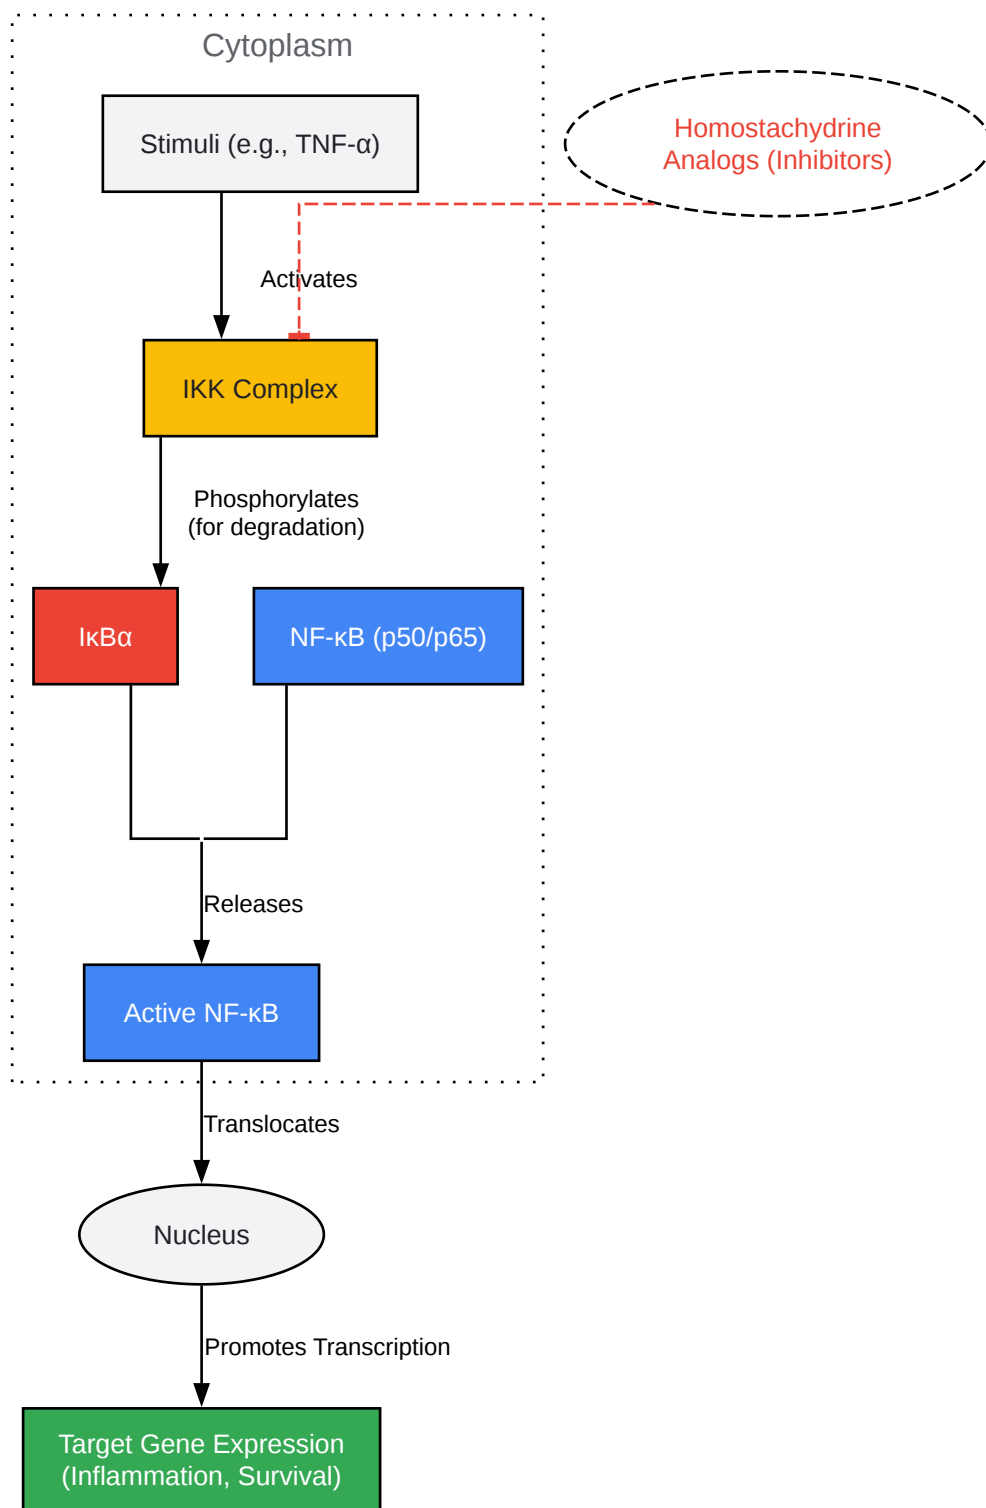 Cytoplasm
Stimuli (e.g., TNF-α)
Homostachydrine
Analogs (Inhibitors)
Activates
IKK Complex
Phosphorylates
(for degradation)
IκBα
NF-κB (p50/p65)
Releases
Active NF-κB
Translocates
Nucleus
Promotes Transcription
Target Gene Expression
(Inflammation, Survival)